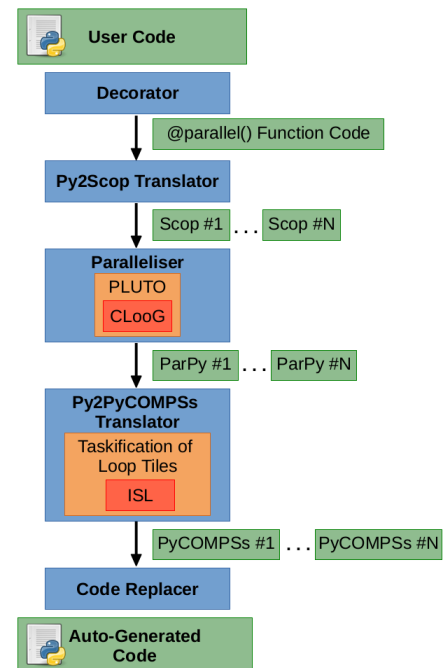 User Code
Decorator
@parallel() Function Code
Py2Scop Translator
Scop #1 ... Scop #N
Paralleliser
PLUTO
CLooG
ParPy #1 ... ParPy #N
Py2PyCOMPSs
Translator
Taskification of
Loop Tiles
ISL
PyCOMPSs #1 ... PyCOMPSs #N
Code Replacer
Auto-Generated
Code